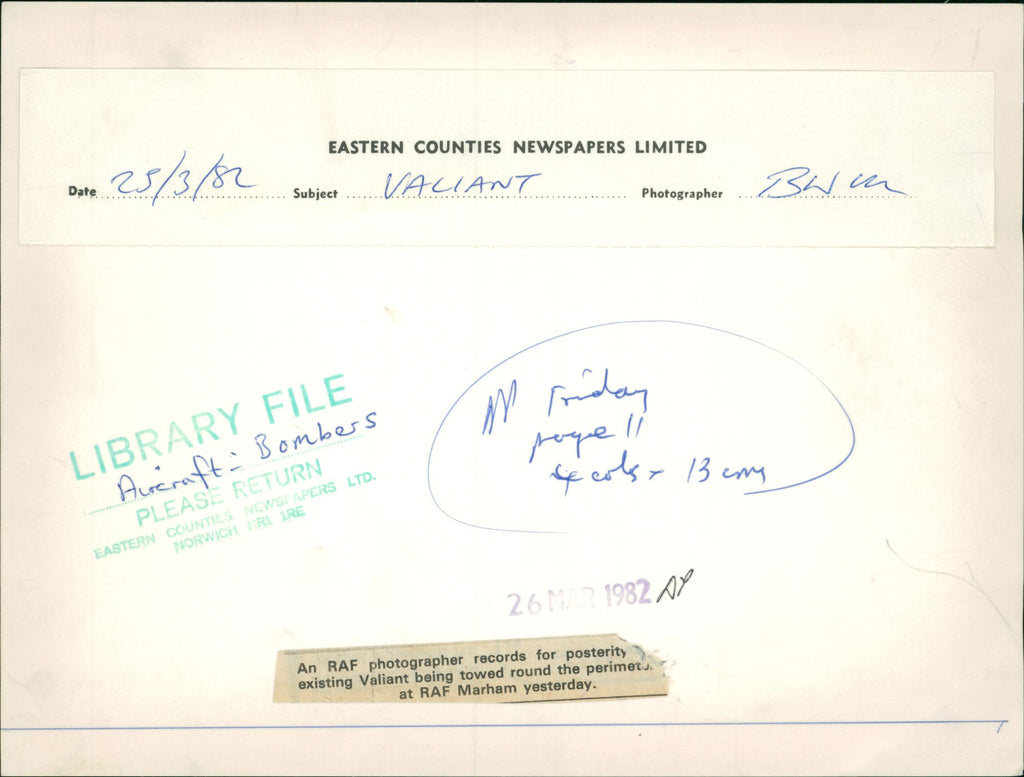 EASTERN COUNTIES NEWSPAPERS LIMITED
Date 25/3/82 Subject VALIANT Photographer
LIBRARY FILE
Aircraft:- Bombers
PLEASE RETURN
EASTERN COUNTIES NEWSPAPERS LTD.
NORWICH NR1 1RE
Friday
page 11
4 cols x 13 cms
26 MAR 1982
An RAF photographer records for posterity
existing Valiant being towed round the
at RAF Marham yesterday.